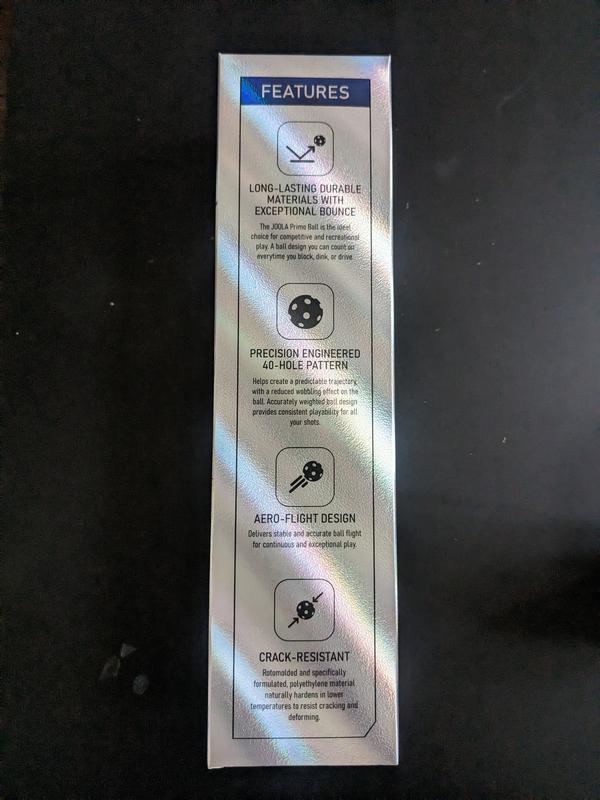 FEATURES
LONG-LASTING DURABLE
MATERIALS WITH
EXCEPTIONAL BOUNCE
The JOOLA Primo Ball is the ideal
choice for competitive and recreational
play. A ball design you can count on
everytime you block, dink, or drive.
PRECISION ENGINEERED
40-HOLE PATTERN
Helps create a predictable trajectory,
with a reduced wobbling effect on the
ball. Accurately weighted ball design
provides consistent playability for all
your shots.
AERO-FLIGHT DESIGN
Delivers stable and accurate ball flight
for continuous and exceptional play.
CRACK-RESISTANT
Rotomolded and specifically
formulated, polyethylene material
naturally hardens in lower
temperatures to resist cracking and
deforming.